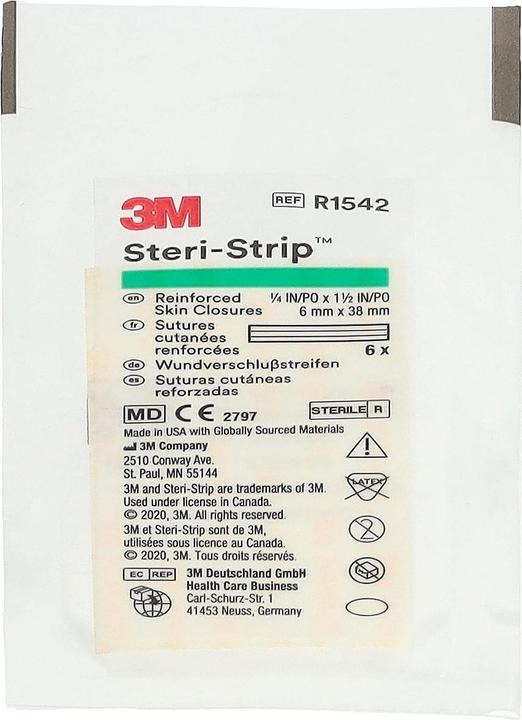 3M
REF R1542
Steri-Strip™
en Reinforced Skin Closures
¼ IN/PO x 1½ IN/PO
6 mm x 38 mm
fr Sutures cutanées renforcées
6 x
de Wundverschlußstreifen
es Suturas cutáneas reforzadas
MD CE 2797
STERILE R
Made in USA with Globally Sourced Materials
3M Company
2510 Conway Ave.
St. Paul, MN 55144
3M and Steri-Strip are trademarks of 3M.
Used under license in Canada.
© 2020, 3M. All rights reserved.
3M et Steri-Strip sont de 3M,
utilisées sous licence au Canada.
© 2020, 3M. Tous droits réservés.
LATEX
2
EC REP
3M Deutschland GmbH
Health Care Business
Carl-Schurz-Str. 1
41453 Neuss, Germany